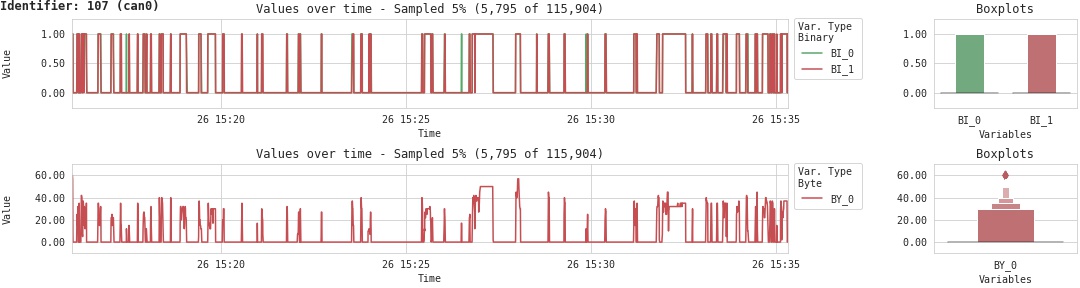 Identifier: 107 (can0)
Values over time - Sampled 5% (5,795 of 115,904)
Boxplots
Value
1.00
0.50
0.00
26 15:20
26 15:25
26 15:30
26 15:35
Time
Var. Type
Binary
BI_0
BI_1
BI_0
BI_1
Variables
1.00
0.50
0.00
Values over time - Sampled 5% (5,795 of 115,904)
Boxplots
Value
60.00
40.00
20.00
0.00
26 15:20
26 15:25
26 15:30
26 15:35
Time
Var. Type
Byte
BY_0
60.00
40.00
20.00
0.00
BY_0
Variables